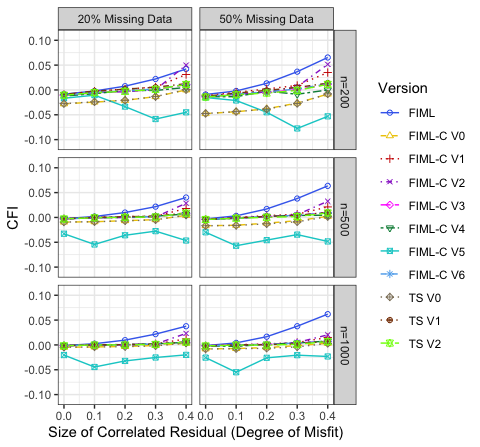 20% Missing Data
50% Missing Data
0.10
0.05
0.00
-0.05
-0.10
n=200
0.10
0.05
0.00
-0.05
-0.10
n=500
0.10
0.05
0.00
-0.05
-0.10
n=1000
CFI
0.0 0.1 0.2 0.3 0.4
0.0 0.1 0.2 0.3 0.4
Size of Correlated Residual (Degree of Misfit)
Version
FIML
FIML-C V0
FIML-C V1
FIML-C V2
FIML-C V3
FIML-C V4
FIML-C V5
FIML-C V6
TS V0
TS V1
TS V2